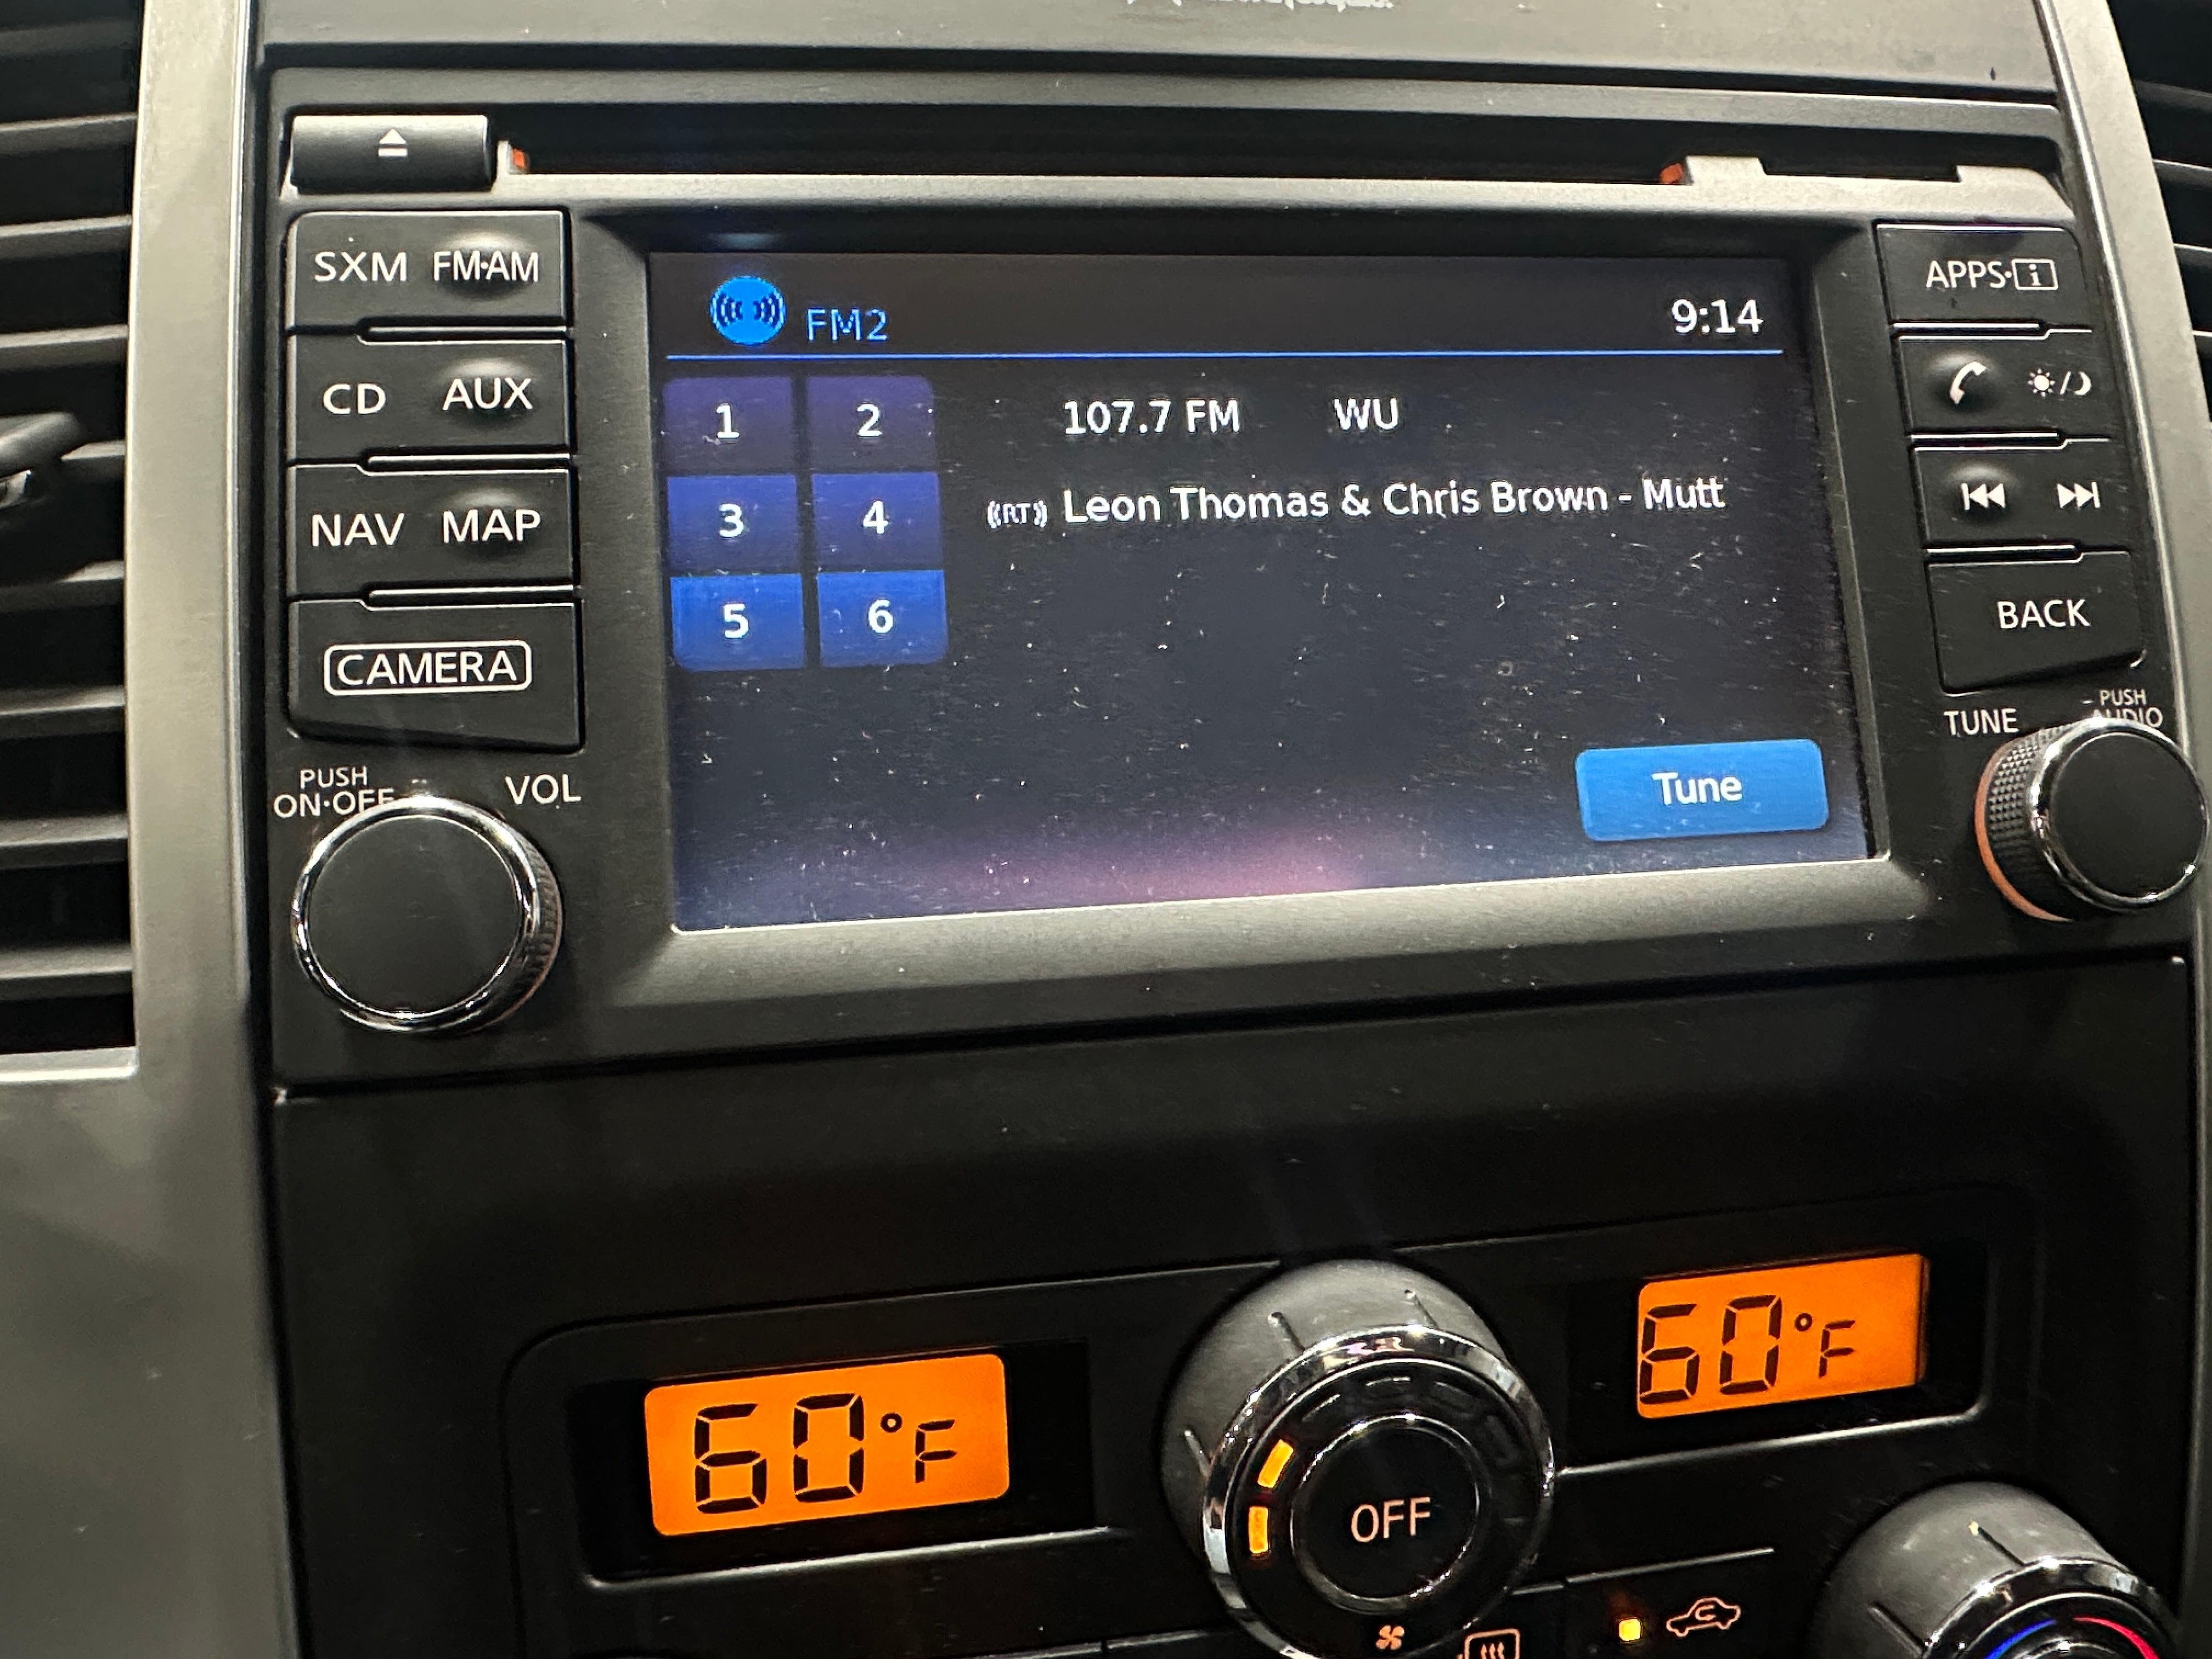 SXM FM·AM
CD AUX
NAV MAP
CAMERA
PUSH
ON·OFF
VOL
FM2
9:14
1 2
3 4
5 6
107.7 FM WU
RT Leon Thomas & Chris Brown - Mutt
Tune
APPS·i
BACK
TUNE
PUSH
AUDIO
60°F
OFF
60°F